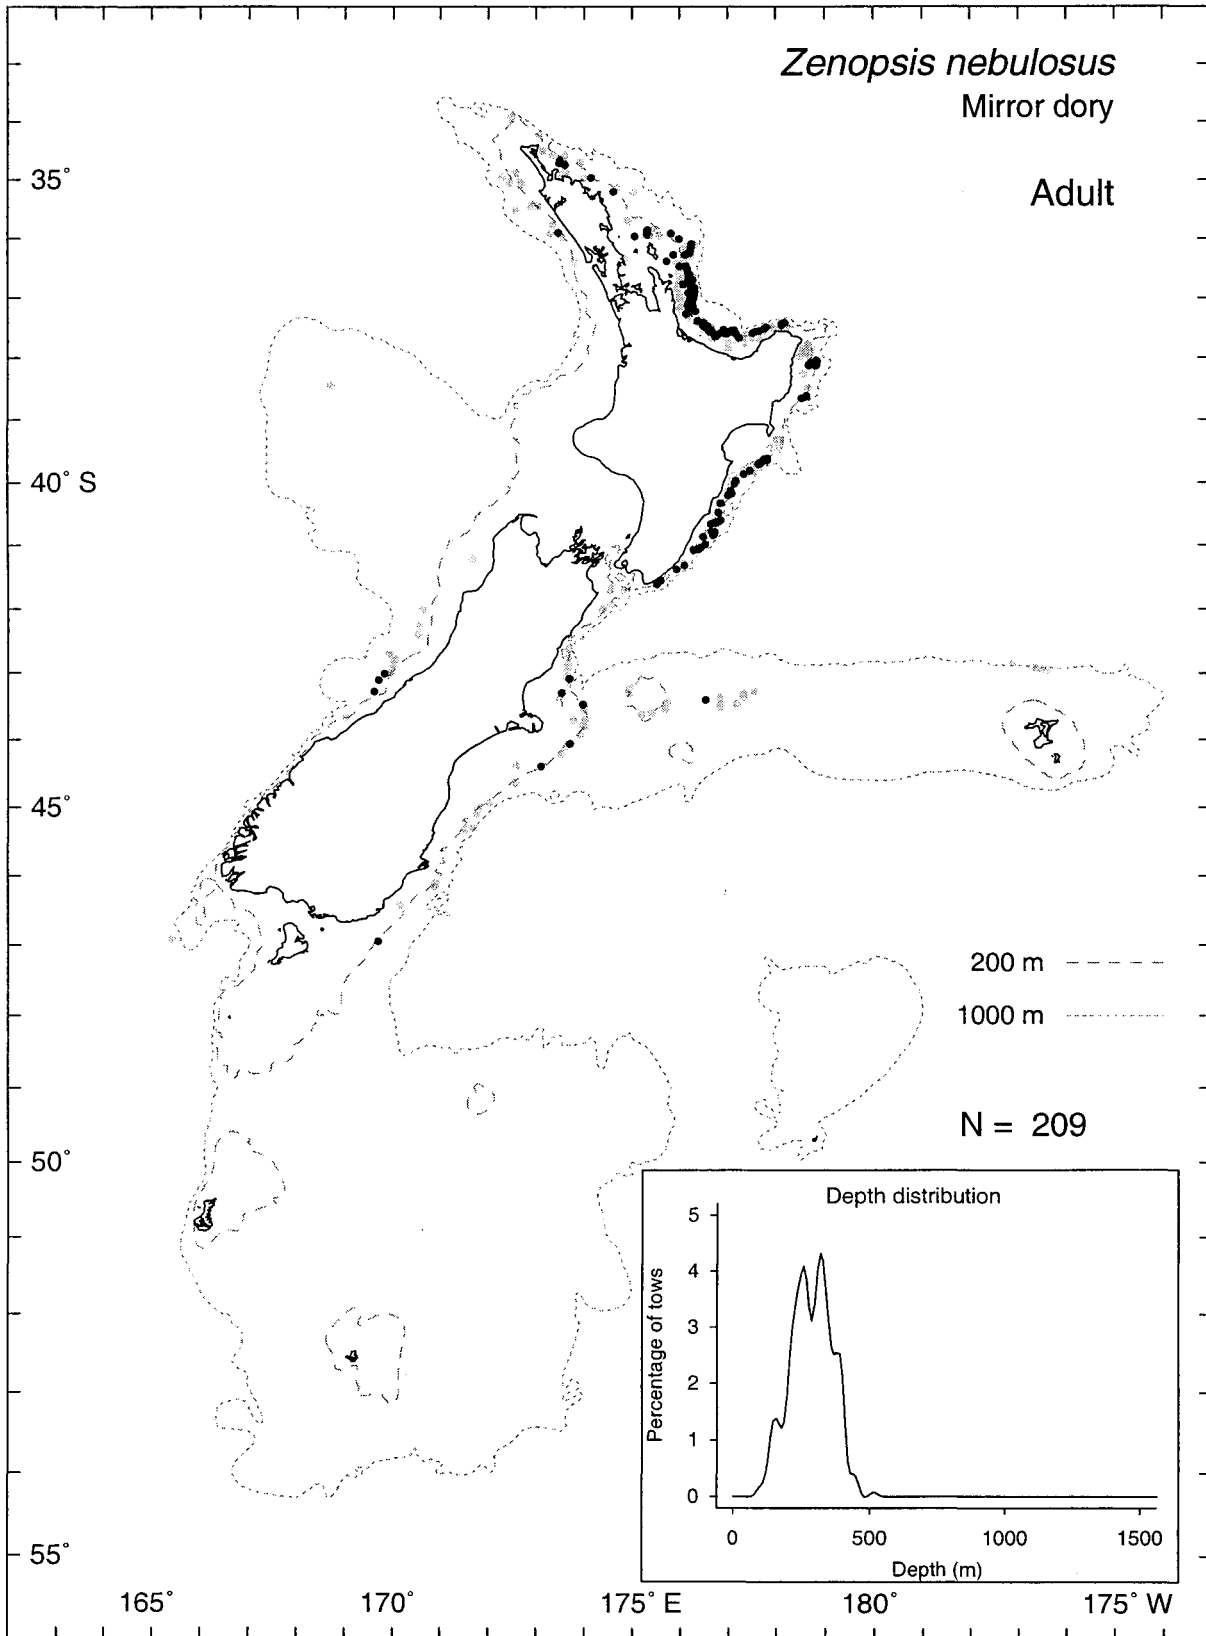 Zenopsis nebulosus
Mirror dory
Adult
35°
40° S
45°
50°
55°
200 m
1000 m
N = 209
Depth distribution
5
4
3
2
1
0
Percentage of tows
0 500 1000 1500
Depth (m)
165° 170° 175° E 180° 175° W